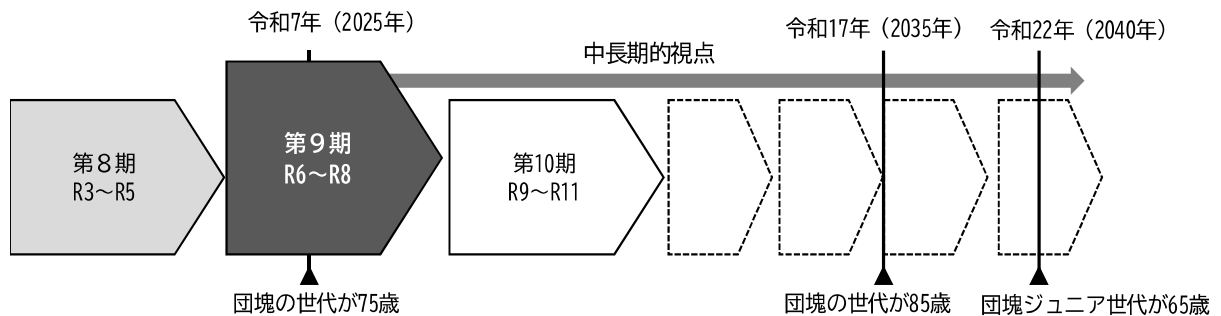 令和7年（2025年）
令和17年（2035年）
令和22年（2040年）
中長期的視点
第８期
R3～R5
第９期
R6～R8
第10期
R9～R11
団塊の世代が75歳
団塊の世代が85歳
団塊ジュニア世代が65歳